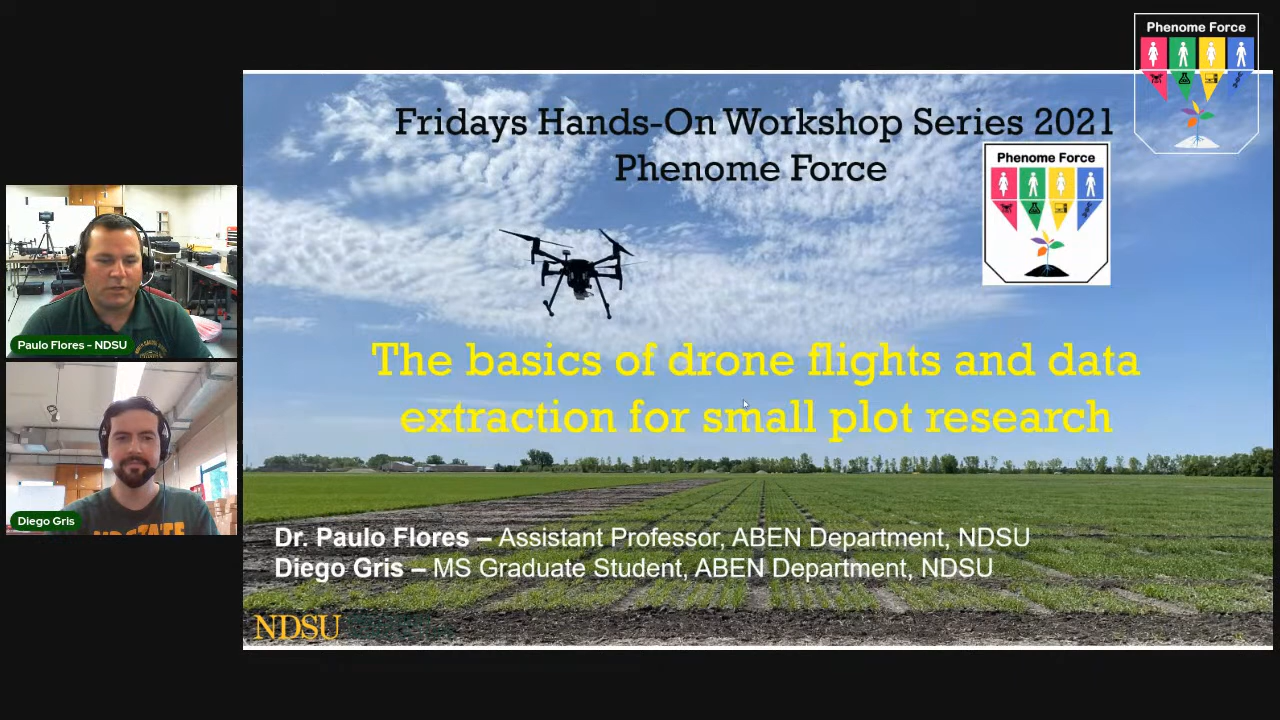 Phenome Force
Fridays Hands-On Workshop Series 2021
Phenome Force
Phenome Force
Paulo Flores - NDSU
The basics of drone flights and data
extraction for small plot research
Diego Gris
Dr. Paulo Flores – Assistant Professor, ABEN Department, NDSU
Diego Gris – MS Graduate Student, ABEN Department, NDSU
NDSU